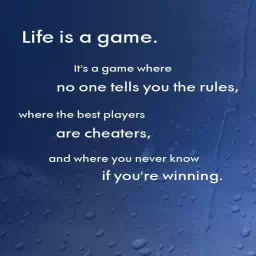 Life is a game.
It's a game where
no one tells you the rules,
where the best players
are cheaters,
and where you never know
if you're winning.